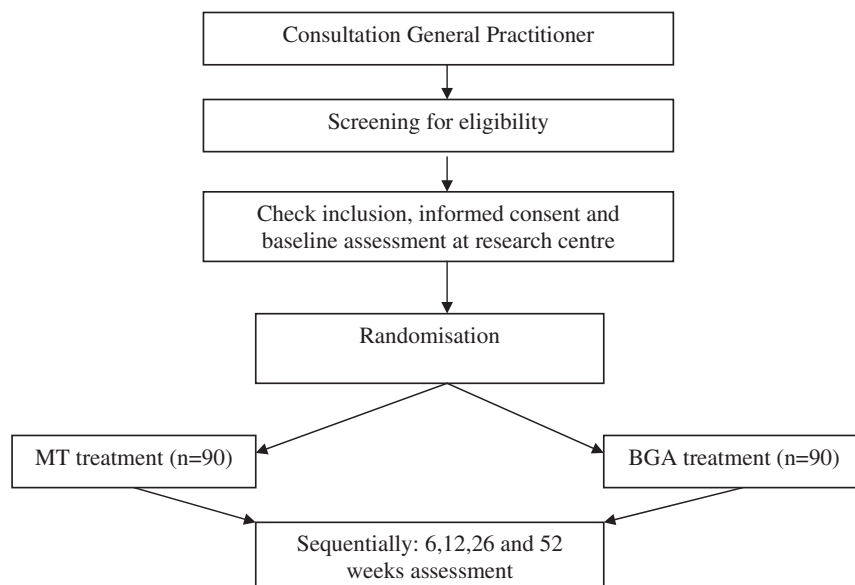 Consultation General Practitioner
Screening for eligibility
Check inclusion, informed consent and
baseline assessment at research centre
Randomisation
MT treatment (n=90)
BGA treatment (n=90)
Sequentially: 6,12,26 and 52
weeks assessment